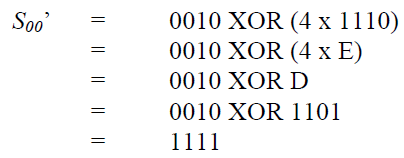 S00’ = 0010 XOR (4 x 1110)
= 0010 XOR (4 x E)
= 0010 XOR D
= 0010 XOR 1101
= 1111